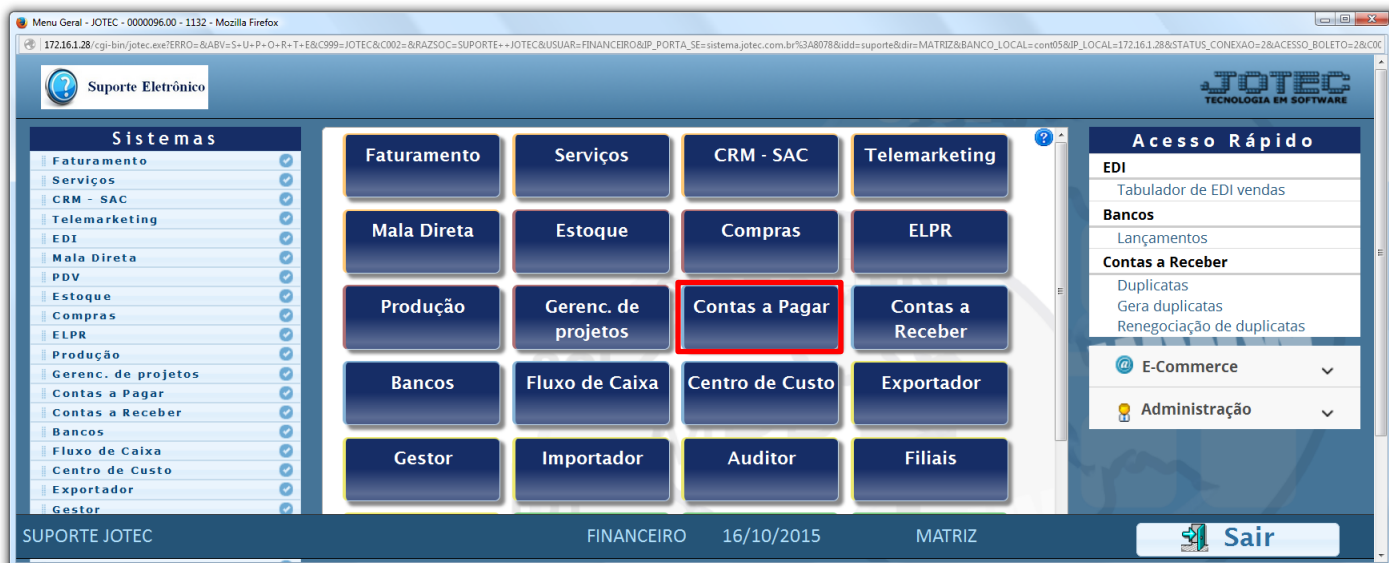 Menu Geral - JOTEC - 0000096.00 - 1132 - Mozilla Firefox
172.16.1.28/cgi-bin/jotec.exe?ERRO=&ABV=S+U+P+O+R+T+E&C999=JOTEC&C002=&RAZSOC=SUPORTE++JOTEC&USUAR=FINANCEIRO&IP_PORTA_SE=sistema.jotec.com.br%3A8078&idd=suporte&dir=MATRIZ&BANCO_LOCAL=cont05&IP_LOCAL=172.16.1.28&STATUS_CONEXAO=2&ACESSO_BOLETO=2&C0C
Suporte Eletrônico
JOTEC
TECNOLOGIA EM SOFTWARE
Sistemas
Faturamento
Serviços
CRM - SAC
Telemarketing
EDI
Mala Direta
PDV
Estoque
Compras
ELPR
Produção
Gerenc. de projetos
Contas a Pagar
Contas a Receber
Bancos
Fluxo de Caixa
Centro de Custo
Exportador
Gestor
Faturamento
Serviços
CRM - SAC
Telemarketing
Mala Direta
Estoque
Compras
ELPR
Produção
Gerenc. de
projetos
Contas a Pagar
Contas a
Receber
Bancos
Fluxo de Caixa
Centro de Custo
Exportador
Gestor
Importador
Auditor
Filiais
Acesso Rápido
EDI
Tabulador de EDI vendas
Bancos
Lançamentos
Contas a Receber
Duplicatas
Gera duplicatas
Renegociação de duplicatas
E-Commerce
Administração
SUPORTE JOTEC
FINANCEIRO
16/10/2015
MATRIZ
Sair